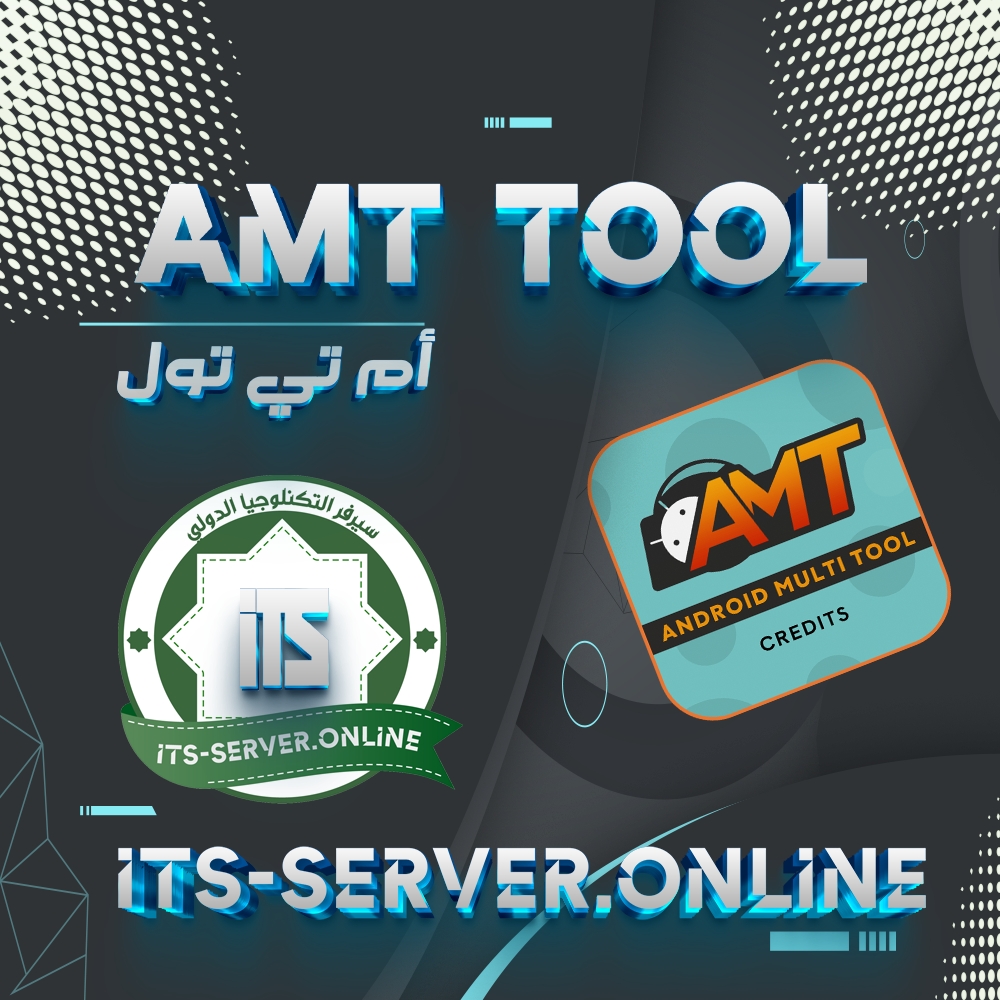 AMT TOOL
أم تي تول
سيرفر التكنلوجيا الدولي
iTS
iTS-SERVER.ONLiNE
AMT
ANDROID MULTI TOOL
CREDITS
iTS-SERVER.ONLiNE